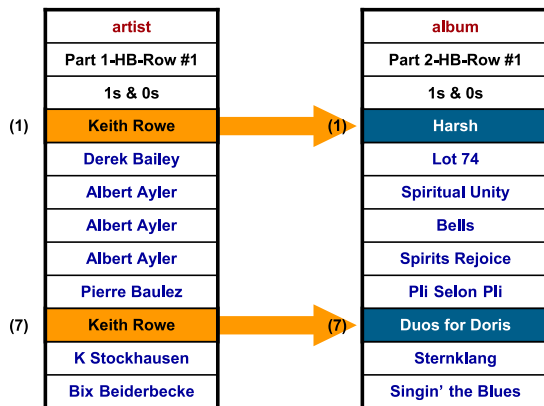 artist album
Part 1-HB-Row #1 Part 2-HB-Row #1
1s & 0s 1s & 0s
(1) Keith Rowe (1) Harsh
Derek Bailey Lot 74
Albert Ayler Spiritual Unity
Albert Ayler Bells
Albert Ayler Spirits Rejoice
Pierre Baulez Pli Selon Pli
(7) Keith Rowe (7) Duos for Doris
K Stockhausen Sternklang
Bix Beiderbecke Singin’ the Blues